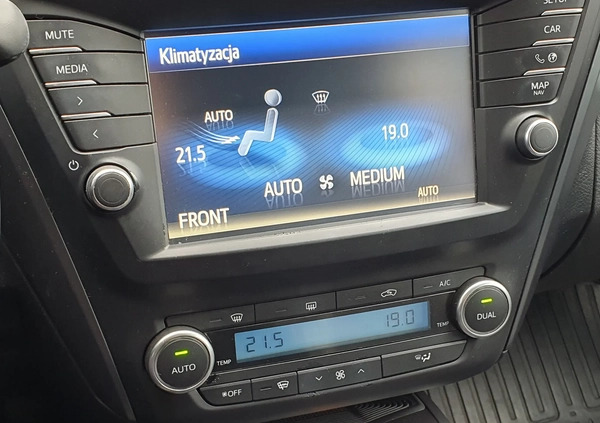 MUTE
MEDIA
>
<
SETUP
CAR
MAP
NAV
Klimatyzacja
AUTO
21.5
19.0
AUTO
MEDIUM
AUTO
FRONT
A/C
AUTO
TEMP
21.5
19.0
TEMP
DUAL
OFF